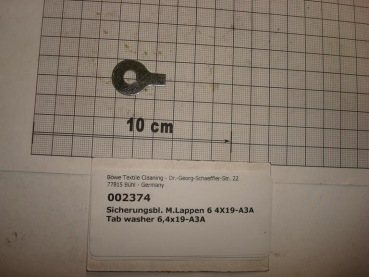 10 cm
Böwe Textile Cleaning - Dr.-Georg-Schaeffler-Str. 22
77815 Bühl - Germany
002374
Sicherungsbl. M.Lappen 6 4X19-A3A
Tab washer 6,4x19-A3A